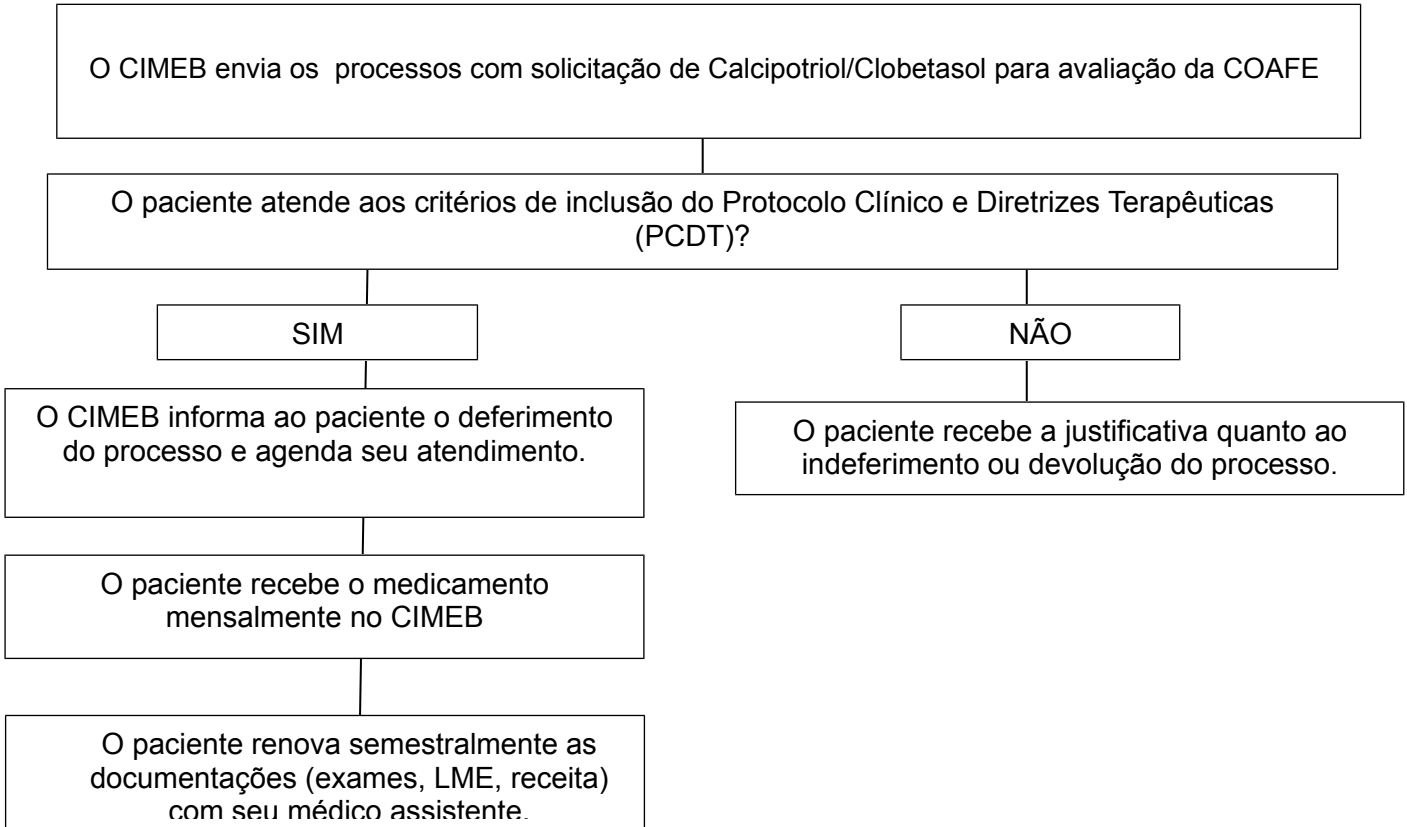 O CIMEB envia os processos com solicitação de Calcipotriol/Clobetasol para avaliação da COAFE
O paciente atende aos critérios de inclusão do Protocolo Clínico e Diretrizes Terapêuticas
(PCDT)?
SIM
NÃO
O CIMEB informa ao paciente o deferimento
do processo e agenda seu atendimento.
O paciente recebe a justificativa quanto ao
indeferimento ou devolução do processo.
O paciente recebe o medicamento
mensalmente no CIMEB
O paciente renova semestralmente as
documentações (exames, LME, receita)
com seu médico assistente.